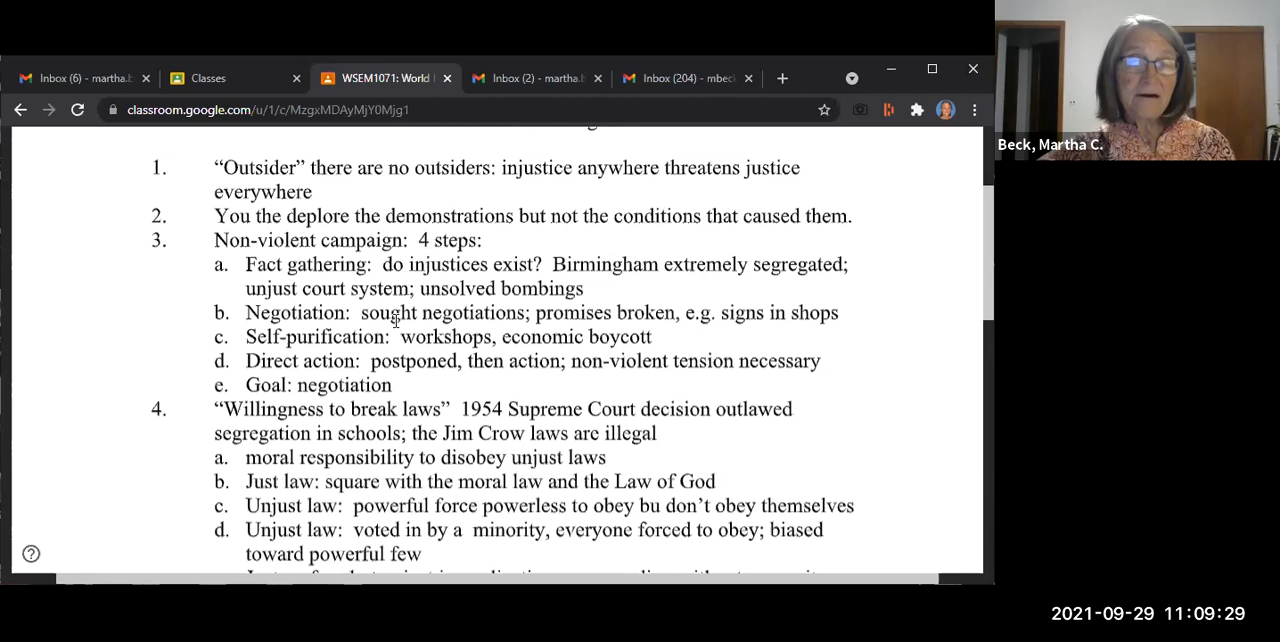 Inbox (6) - martha.b
Classes
WSEM1071: World
Inbox (2) - martha.b
Inbox (204) - mbec
classroom.google.com/u/1/c/MzgxMDAyMjY0Mjg1
Beck, Martha C.
1. “Outsider” there are no outsiders: injustice anywhere threatens justice
everywhere
2. You the deplore the demonstrations but not the conditions that caused them.
3. Non-violent campaign: 4 steps:
a. Fact gathering: do injustices exist? Birmingham extremely segregated;
unjust court system; unsolved bombings
b. Negotiation: sought negotiations; promises broken, e.g. signs in shops
c. Self-purification: workshops, economic boycott
d. Direct action: postponed, then action; non-violent tension necessary
e. Goal: negotiation
4. “Willingness to break laws” 1954 Supreme Court decision outlawed
segregation in schools; the Jim Crow laws are illegal
a. moral responsibility to disobey unjust laws
b. Just law: square with the moral law and the Law of God
c. Unjust law: powerful force powerless to obey bu don’t obey themselves
d. Unjust law: voted in by a minority, everyone forced to obey; biased
toward powerful few
2021-09-29 11:09:29